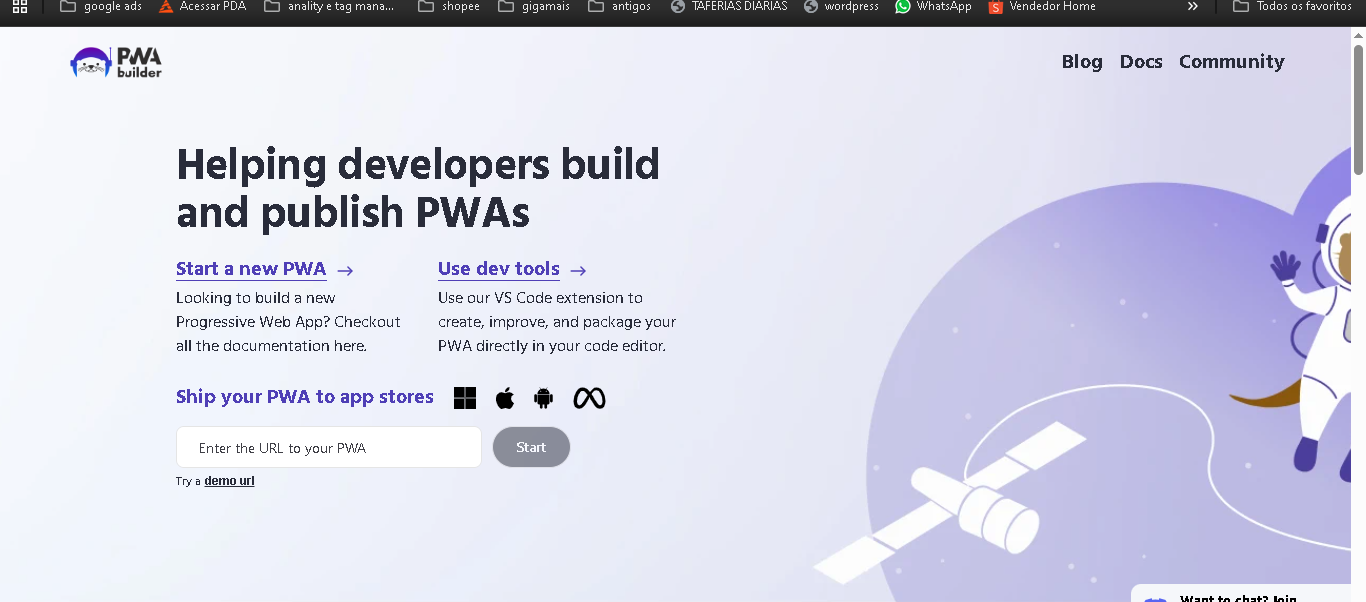 google ads
Acessar PDA
anality e tag mana...
shopee
gigamais
antigos
TAFERIAS DIARIAS
wordpress
WhatsApp
Vendedor Home
»
Todos os favoritos
PWA
builder
Blog
Docs
Community
Helping developers build
and publish PWAs
Start a new PWA →
Looking to build a new
Progressive Web App? Checkout
all the documentation here.
Use dev tools →
Use our VS Code extension to
create, improve, and package your
PWA directly in your code editor.
Ship your PWA to app stores
Enter the URL to your PWA
Start
Try a demo url
Want to chat? Join